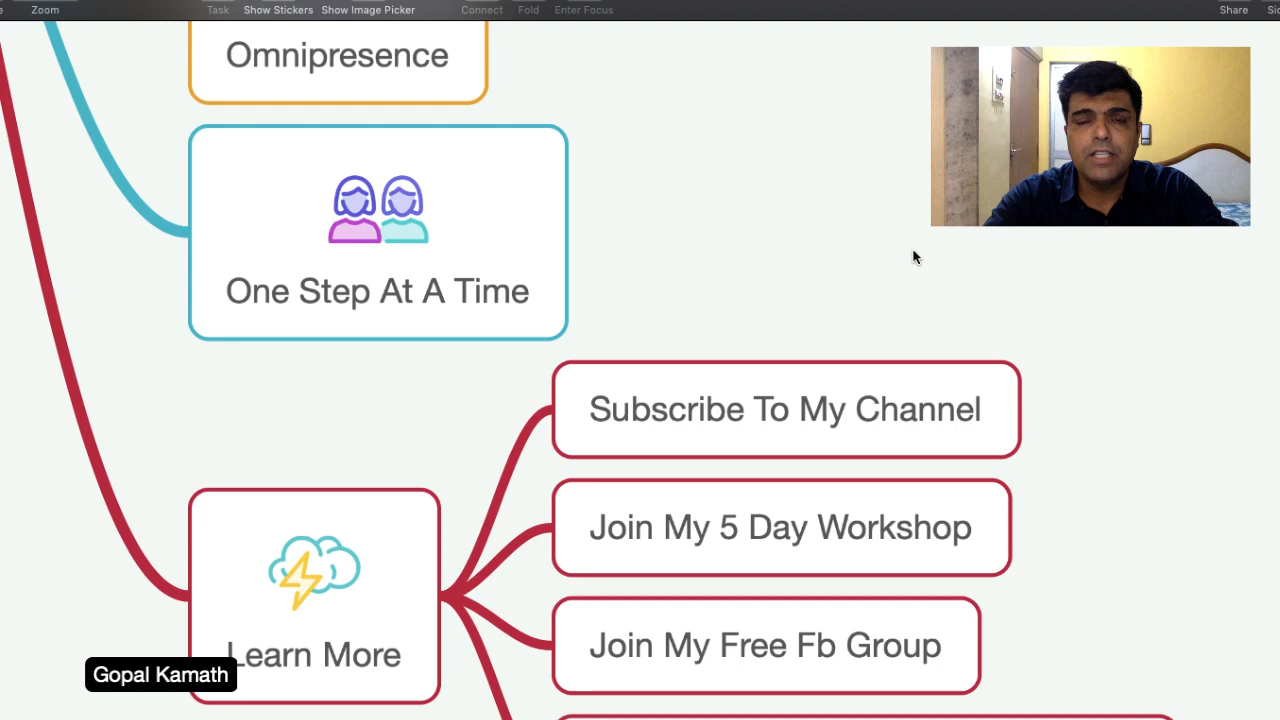 Zoom
Task
Show Stickers
Show Image Picker
Connect
Fold
Enter Focus
Share
Omnipresence
One Step At A Time
Subscribe To My Channel
Join My 5 Day Workshop
Join My Free Fb Group
Learn More
Gopal Kamath